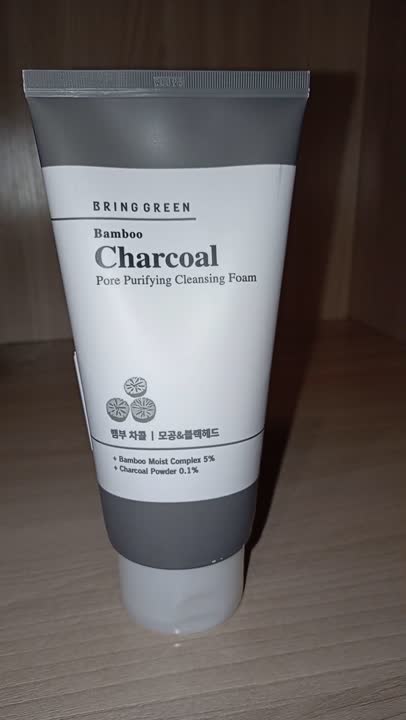 BRING GREEN
Bamboo
Charcoal
Pore Purifying Cleansing Foam
뱀부 차콜 | 모공&블랙헤드
+ Bamboo Moist Complex 5%
+ Charcoal Powder 0.1%